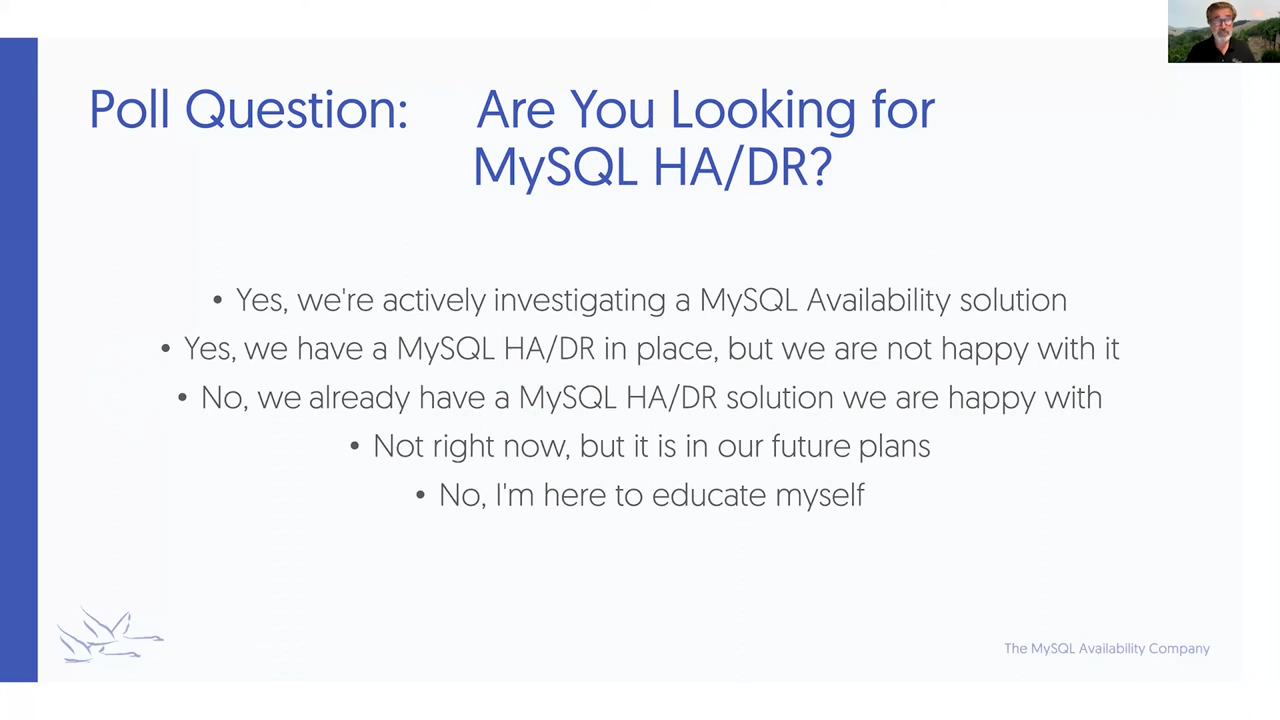 Poll Question: Are You Looking for
MySQL HA/DR?
• Yes, we're actively investigating a MySQL Availability solution
• Yes, we have a MySQL HA/DR in place, but we are not happy with it
• No, we already have a MySQL HA/DR solution we are happy with
• Not right now, but it is in our future plans
• No, I'm here to educate myself
The MySQL Availability Company